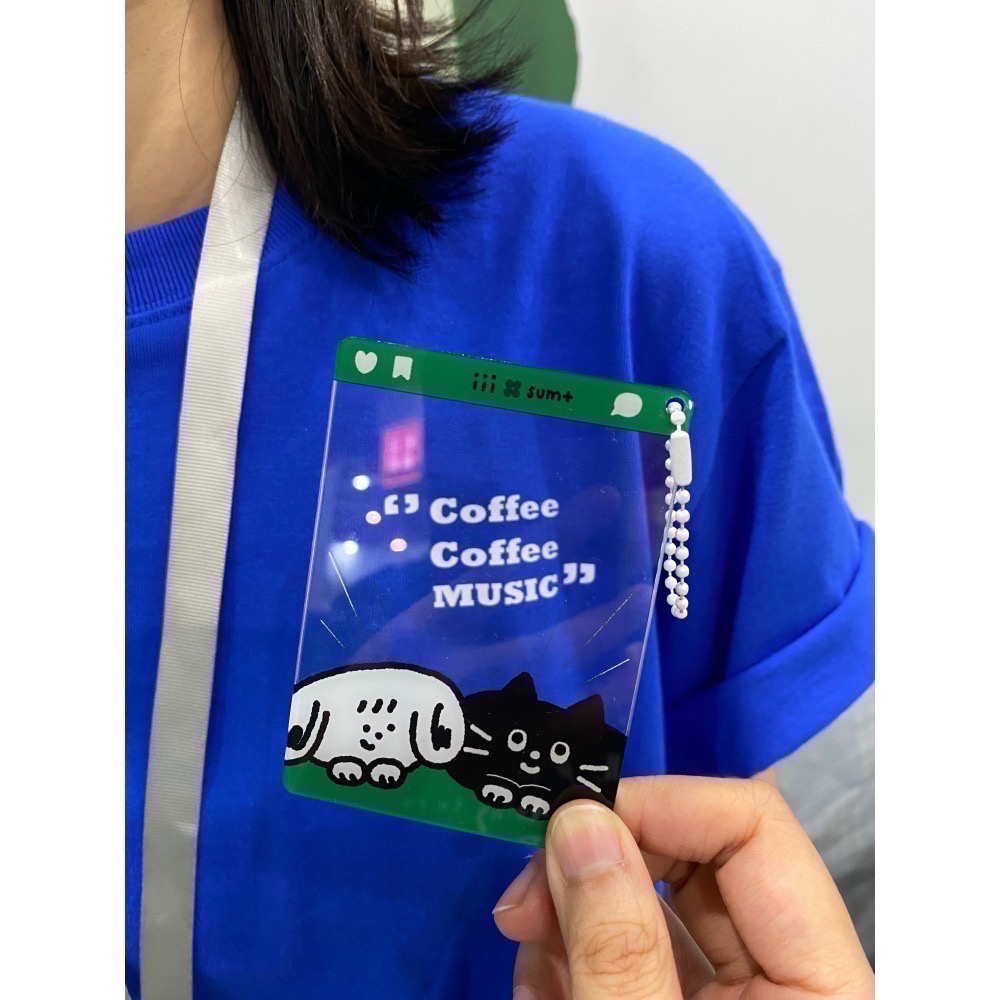 iii sum+
“Coffee
Coffee
MUSIC”